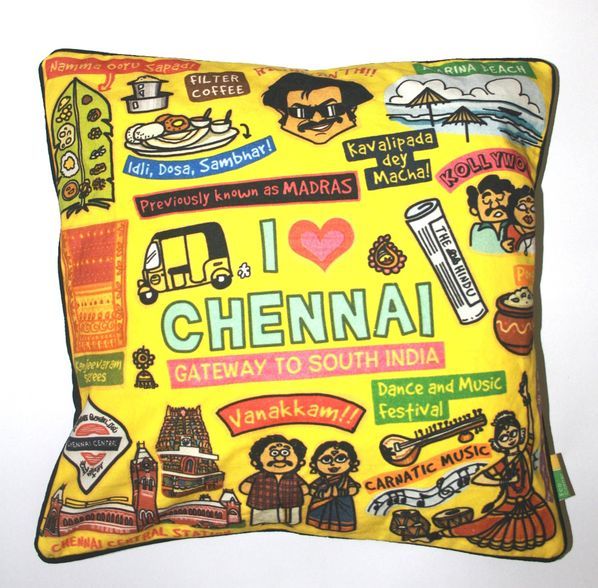 Namma Ooru Sapadu
FILTER
COFFEE
MARINA BEACH
Idli, Dosa, Sambhar!
Kavalipada
dey
Macha!
KOLLYWO
Previously known as MADRAS
I
THE HINDU
CHENNAI
GATEWAY TO SOUTH INDIA
Kanjeevaram
Sarees
Dance and Music
Festival
Vanakkam!!
CHENNAI CENTRAL
CARNATIC MUSIC
CHENNAI CENTRAL STATION